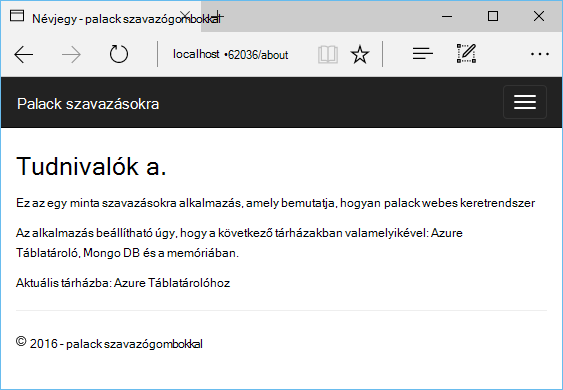 Névjegy - palack szavazógombokkal
localhost •62036/about
Palack szavazásokra
Tudnivalók a.
Ez az egy minta szavazásokra alkalmazás, amely bemutatja, hogyan palack webes keretrendszer
Az alkalmazás beállítható úgy, hogy a következő tárházakban valamelyikével: Azure
Táblatároló, Mongo DB és a memóriában.
Aktuális tárházba: Azure Táblatárolóhoz
© 2016 - palack szavazógombokkal